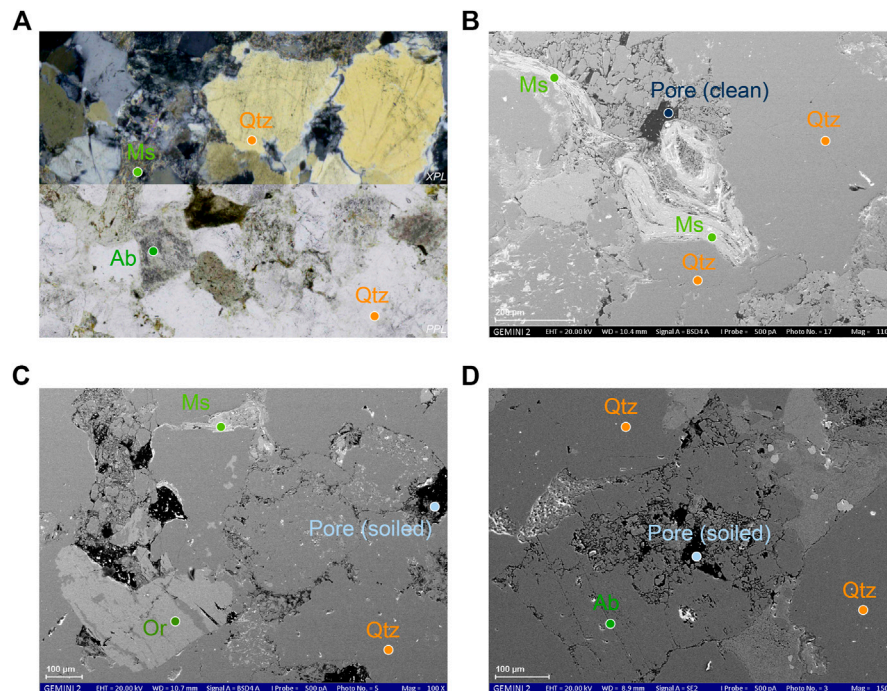 A
Qtz
Ms
XPL
Ab
Qtz
PPL
B
Ms
Pore (clean)
Qtz
Ms
Qtz
200 µm
GEMINI 2 EHT = 20.00 kV WD = 10.4 mm Signal A = BSD4 A I Probe = 500 pA Photo No. = 17 Mag = 110
C
Ms
Pore (soiled)
Or
Qtz
100 µm
GEMINI 2 EHT = 20.00 kV WD = 10.7 mm Signal A = BSD4 A I Probe = 500 pA Photo No. = 5 Mag = 100 X
D
Qtz
Pore (soiled)
Ab
Qtz
100 µm
GEMINI 2 EHT = 20.00 kV WD = 8.9 mm Signal A = SE2 I Probe = 500 pA Photo No. = 3